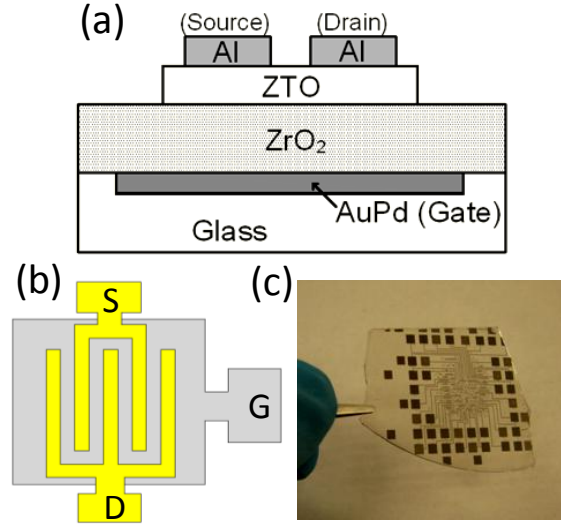 (a)
(Source) (Drain)
Al Al
ZTO
ZrO₂
AuPd (Gate)
Glass
(b)
S
G
D
(c)